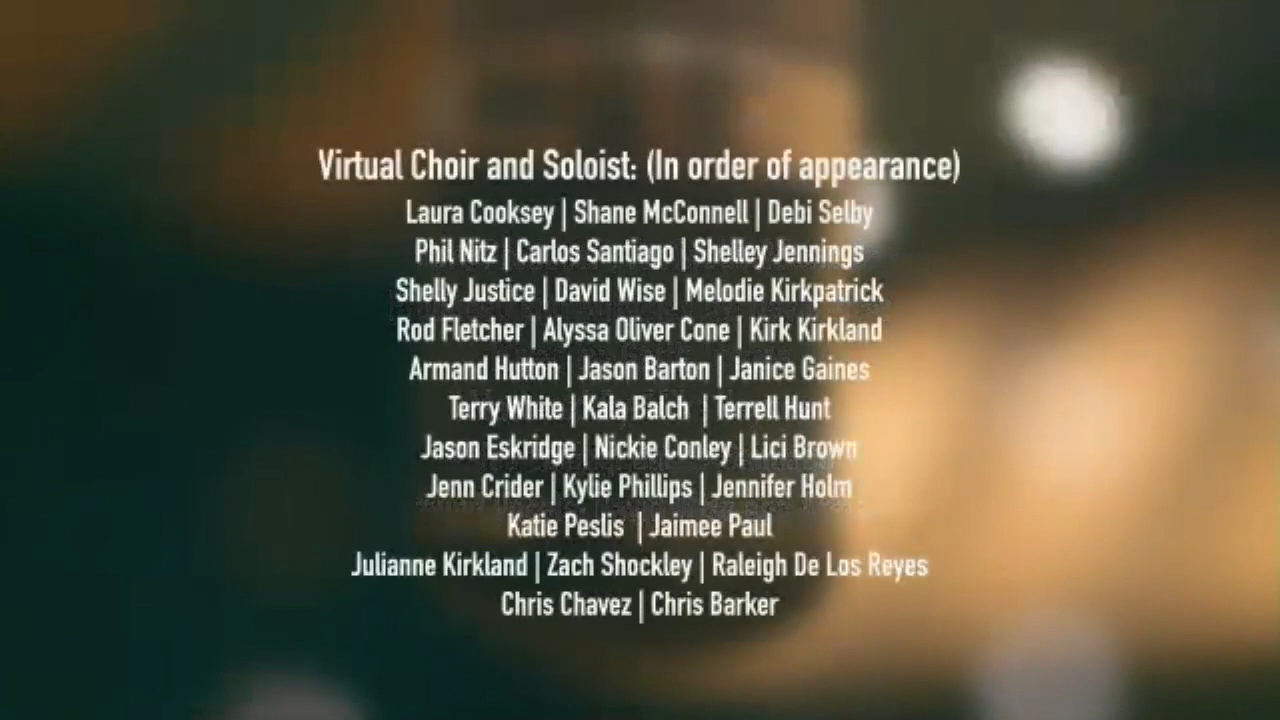 Virtual Choir and Soloist: (In order of appearance)
Laura Cooksey | Shane McConnell | Debi Selby
Phil Nitz | Carlos Santiago | Shelley Jennings
Shelly Justice | David Wise | Melodie Kirkpatrick
Rod Fletcher | Alyssa Oliver Cone | Kirk Kirkland
Armand Hutton | Jason Barton | Janice Gaines
Terry White | Kala Balch | Terrell Hunt
Jason Eskridge | Nickie Conley | Lici Brown
Jenn Crider | Kylie Phillips | Jennifer Holm
Katie Peslis | Jaimee Paul
Julianne Kirkland | Zach Shockley | Raleigh De Los Reyes
Chris Chavez | Chris Barker